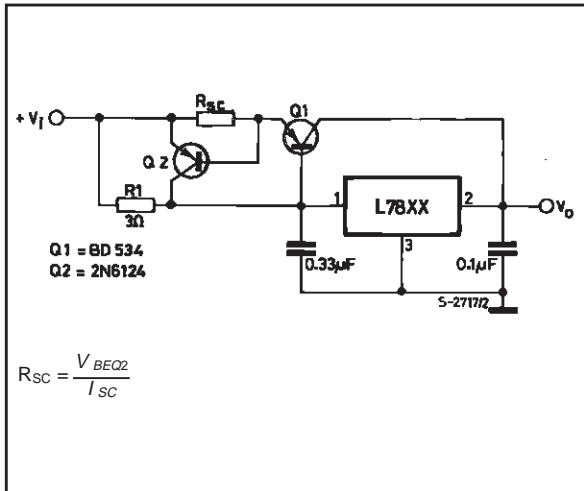 R_SC
Q1
+ V_I
Q2
R1
3Ω
1
L78XX
2
V_O
3
0.33μF
0.1μF
Q1 = BD 534
Q2 = 2N6124
S-2717/2
R_SC = V_BEQ2 / I_SC